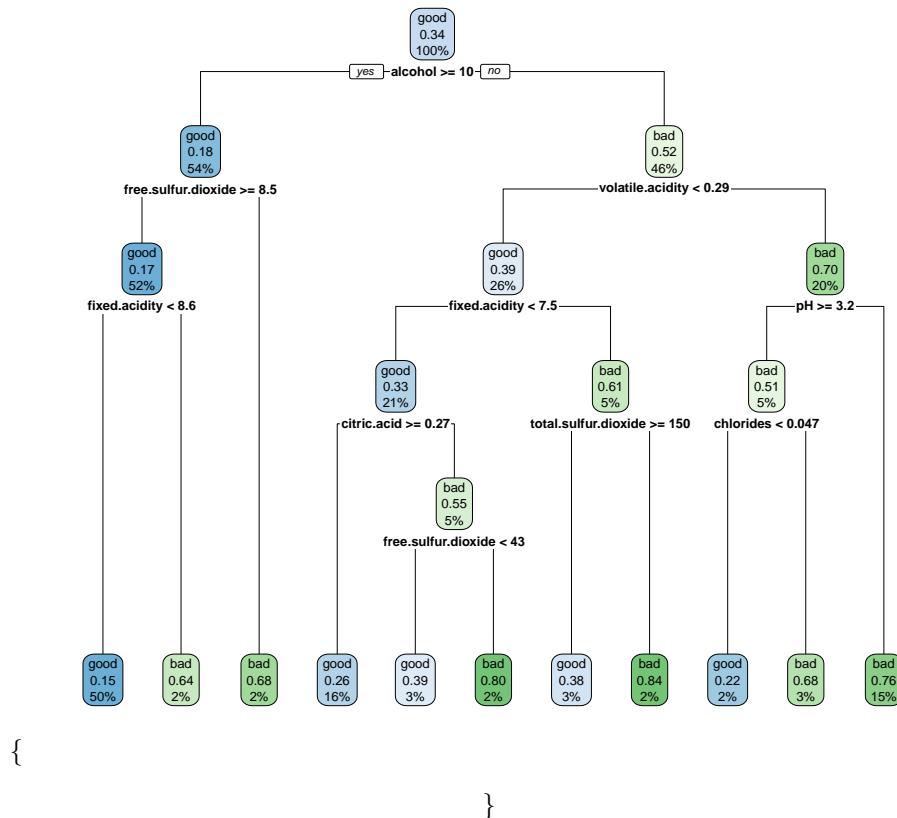 good
0.34
100%
yes alcohol >= 10 no
good
0.18
54%
free.sulfur.dioxide >= 8.5
bad
0.52
46%
volatile.acidity < 0.29
good
0.17
52%
fixed.acidity < 8.6
good
0.39
26%
fixed.acidity < 7.5
bad
0.70
20%
pH >= 3.2
good
0.33
21%
citric.acid >= 0.27
bad
0.61
5%
total.sulfur.dioxide >= 150
bad
0.51
5%
chlorides < 0.047
bad
0.55
5%
free.sulfur.dioxide < 43
good
0.15
50%
bad
0.64
2%
bad
0.68
2%
good
0.26
16%
good
0.39
3%
bad
0.80
2%
good
0.38
3%
bad
0.84
2%
good
0.22
2%
bad
0.68
3%
bad
0.76
15%
{
}